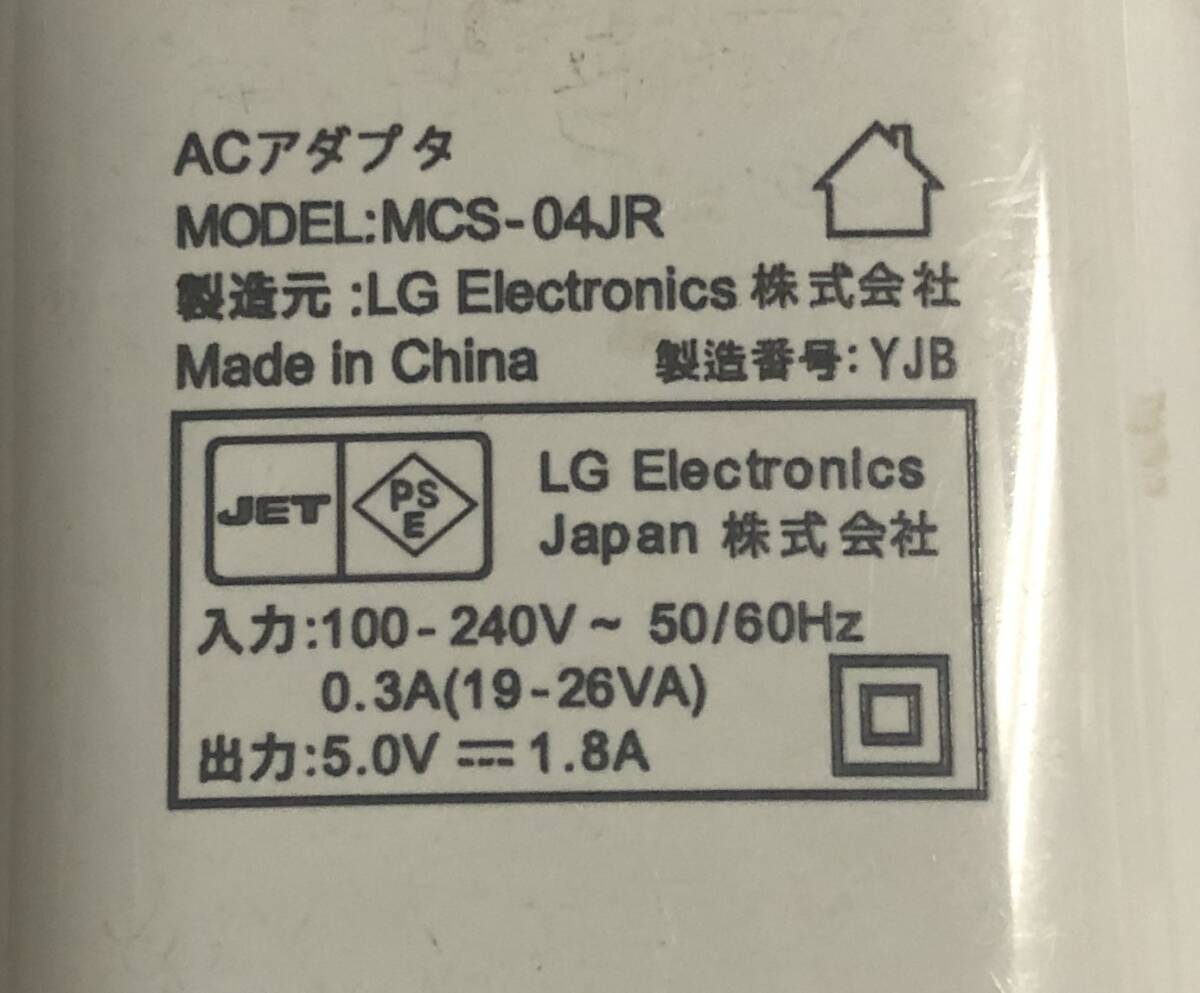 ACアダプタ
MODEL:MCS-04JR
製造元:LG Electronics 株式会社
Made in China 製造番号:YJB
JET
PS
E
LG Electronics
Japan 株式会社
入力:100-240V~ 50/60Hz
0.3A(19-26VA)
出力:5.0V⎓1.8A